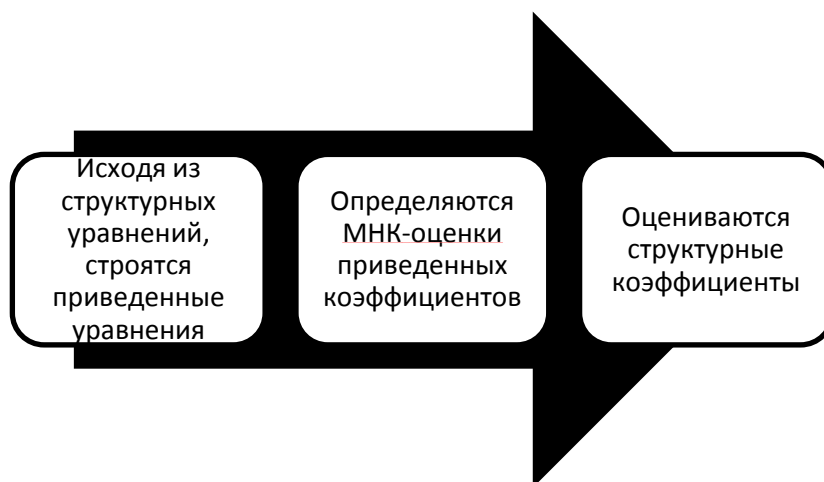 Исходя из
структурных
уравнений,
строятся
приведенные
уравнения
Определяются
МНК-оценки
приведенных
коэффициентов
Оцениваются
структурные
коэффициенты